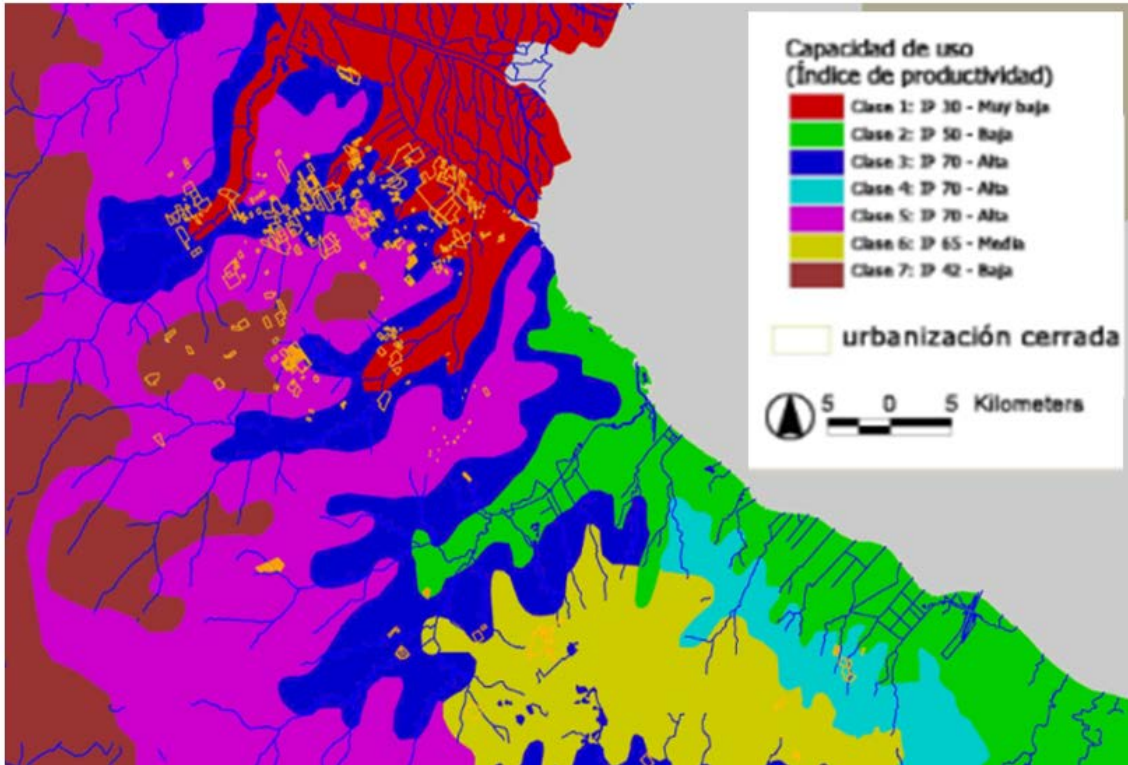 Capacidad de uso
(Índice de productividad)
Clase 1: IP 30 - Muy baja
Clase 2: IP 50 - Baja
Clase 3: IP 70 - Alta
Clase 4: IP 70 - Alta
Clase 5: IP 70 - Alta
Clase 6: IP 65 - Media
Clase 7: IP 42 - Baja
urbanización cerrada
5 0 5 Kilometers